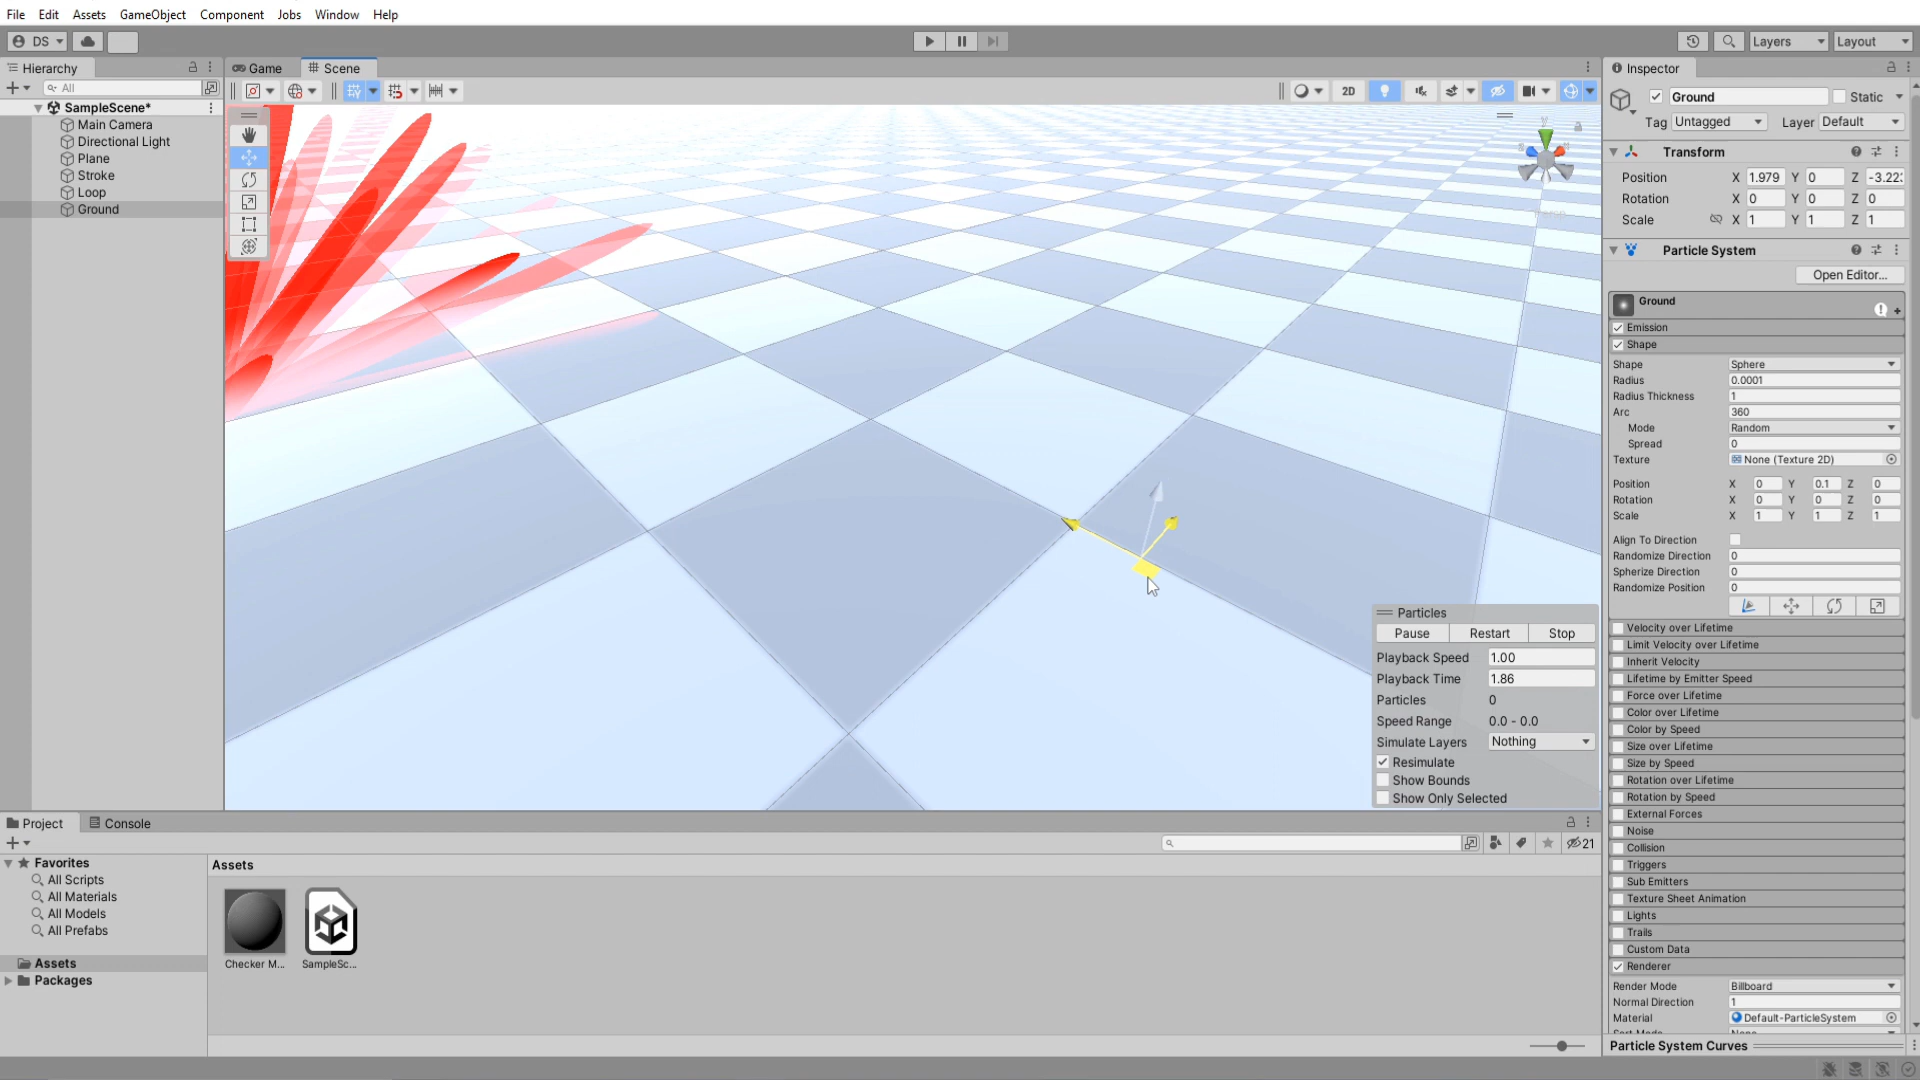 File Edit Assets GameObject Component Jobs Window Help
DS
Layers Layout
Hierarchy
All
SampleScene*
Main Camera
Directional Light
Plane
Stroke
Loop
Ground
Game Scene
2D
y
Particles
Pause Restart Stop
Playback Speed 1.00
Playback Time 1.86
Particles 0
Speed Range 0.0 - 0.0
Simulate Layers Nothing
Resimulate
Show Bounds
Show Only Selected
Inspector
Ground Static
Tag Untagged Layer Default
Transform
Position X 1.979 Y 0 Z -3.22
Rotation X 0 Y 0 Z 0
Scale X 1 Y 1 Z 1
Particle System
Open Editor...
Ground
Emission
Shape
Shape Sphere
Radius 0.0001
Radius Thickness 1
Arc 360
Mode Random
Spread 0
Texture None (Texture 2D)
Position X 0 Y 0.1 Z 0
Rotation X 0 Y 0 Z 0
Scale X 1 Y 1 Z 1
Align To Direction
Randomize Direction 0
Spherize Direction 0
Randomize Position 0
Velocity over Lifetime
Limit Velocity over Lifetime
Inherit Velocity
Lifetime by Emitter Speed
Force over Lifetime
Color over Lifetime
Color by Speed
Size over Lifetime
Size by Speed
Rotation over Lifetime
Rotation by Speed
External Forces
Noise
Collision
Triggers
Sub Emitters
Texture Sheet Animation
Lights
Trails
Custom Data
Renderer
Render Mode Billboard
Normal Direction 1
Material Default-ParticleSystem
Particle System Curves
Project Console
21
Favorites
All Scripts
All Materials
All Models
All Prefabs
Assets
Packages
Assets
Checker M... SampleSc...